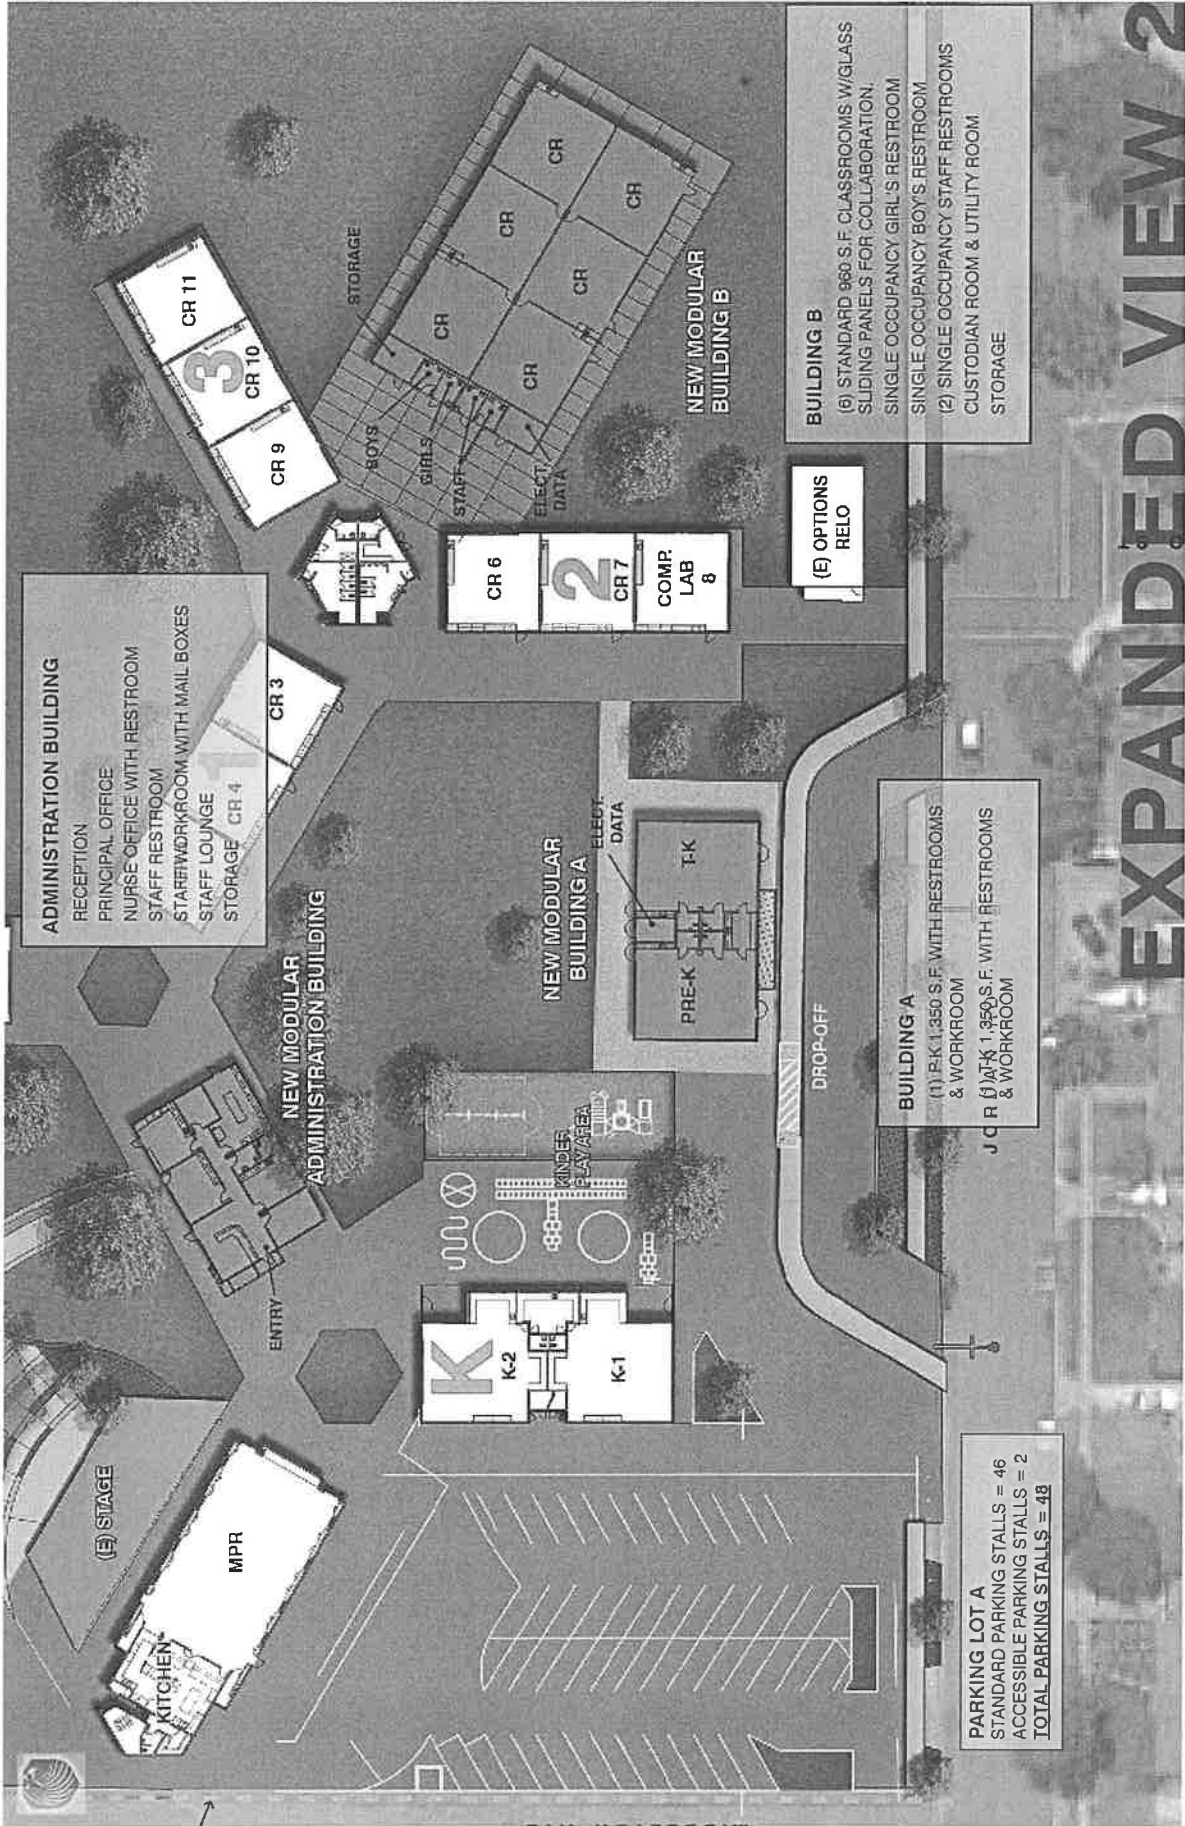 (E) STAGE
KITCHEN
MPR
ENTRY
NEW MODULAR
ADMINISTRATION BUILDING
ADMINISTRATION BUILDING
RECEPTION
PRINCIPAL OFFICE
NURSE OFFICE WITH RESTROOM
STAFF RESTROOM
STAFF WORKROOM WITH MAIL BOXES
STAFF LOUNGE
STORAGE
CR 4
1
CR 3
CR 9
3
CR 10
CR 11
STORAGE
BOYS
GIRLS
STAFF
ELECT.
DATA
CR
CR
CR
CR
CR
CR
NEW MODULAR
BUILDING B
K
K-2
K-1
KINDER
PLAY AREA
NEW MODULAR
BUILDING A
ELECT.
DATA
PRE-K
T-K
CR 6
2
CR 7
COMP.
LAB
8
(E) OPTIONS
RELO
DROP-OFF
BUILDING B
(6) STANDARD 960 S.F. CLASSROOMS W/GLASS
SLIDING PANELS FOR COLLABORATION.
SINGLE OCCUPANCY GIRL'S RESTROOM
SINGLE OCCUPANCY BOY'S RESTROOM
(2) SINGLE OCCUPANCY STAFF RESTROOMS
CUSTODIAN ROOM & UTILITY ROOM
STORAGE
BUILDING A
(1) P-K 1,350 S.F. WITH RESTROOMS
& WORKROOM
(1) T-K 1,350 S.F. WITH RESTROOMS
& WORKROOM
PARKING LOT A
STANDARD PARKING STALLS = 46
ACCESSIBLE PARKING STALLS = 2
TOTAL PARKING STALLS = 48
EXPANDED VIEW 2